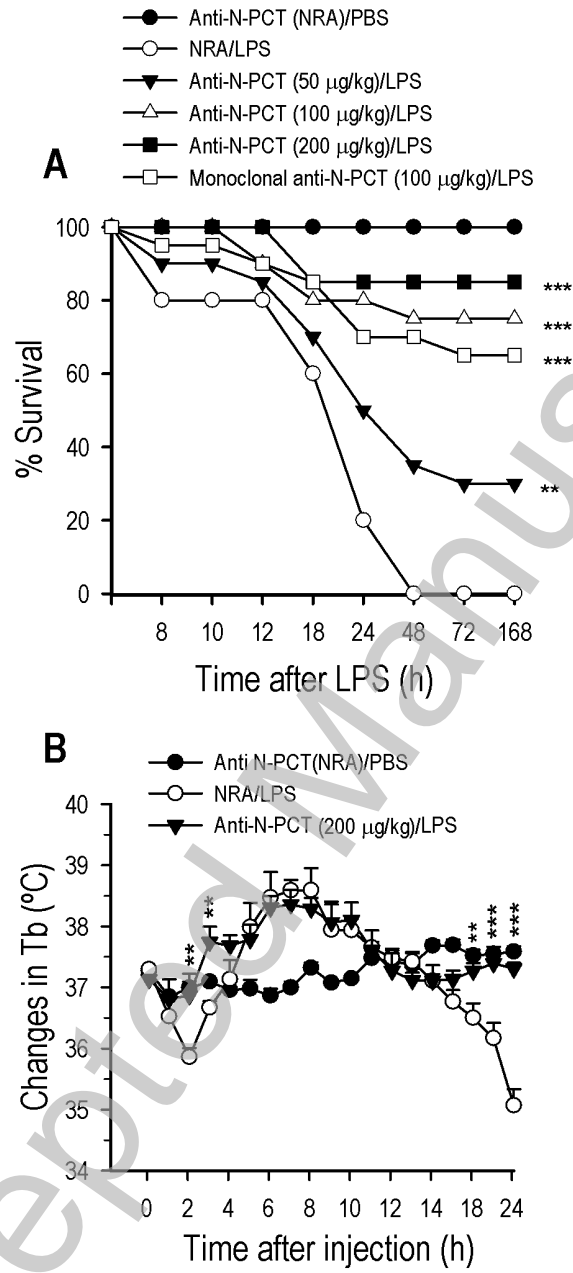 Anti-N-PCT (NRA)/PBS
NRA/LPS
Anti-N-PCT (50 μg/kg)/LPS
Anti-N-PCT (100 μg/kg)/LPS
Anti-N-PCT (200 μg/kg)/LPS
Monoclonal anti-N-PCT (100 μg/kg)/LPS
A
% Survival
100
80
60
40
20
0
***
***
***
**
8 10 12 18 24 48 72 168
Time after LPS (h)
B
Anti N-PCT(NRA)/PBS
NRA/LPS
Anti-N-PCT (200 μg/kg)/LPS
Changes in Tb (ºC)
40
39
38
37
36
35
34
**
**
**
***
***
0 2 4 6 8 10 12 14 18 22 24
Time after injection (h)
epted Manus